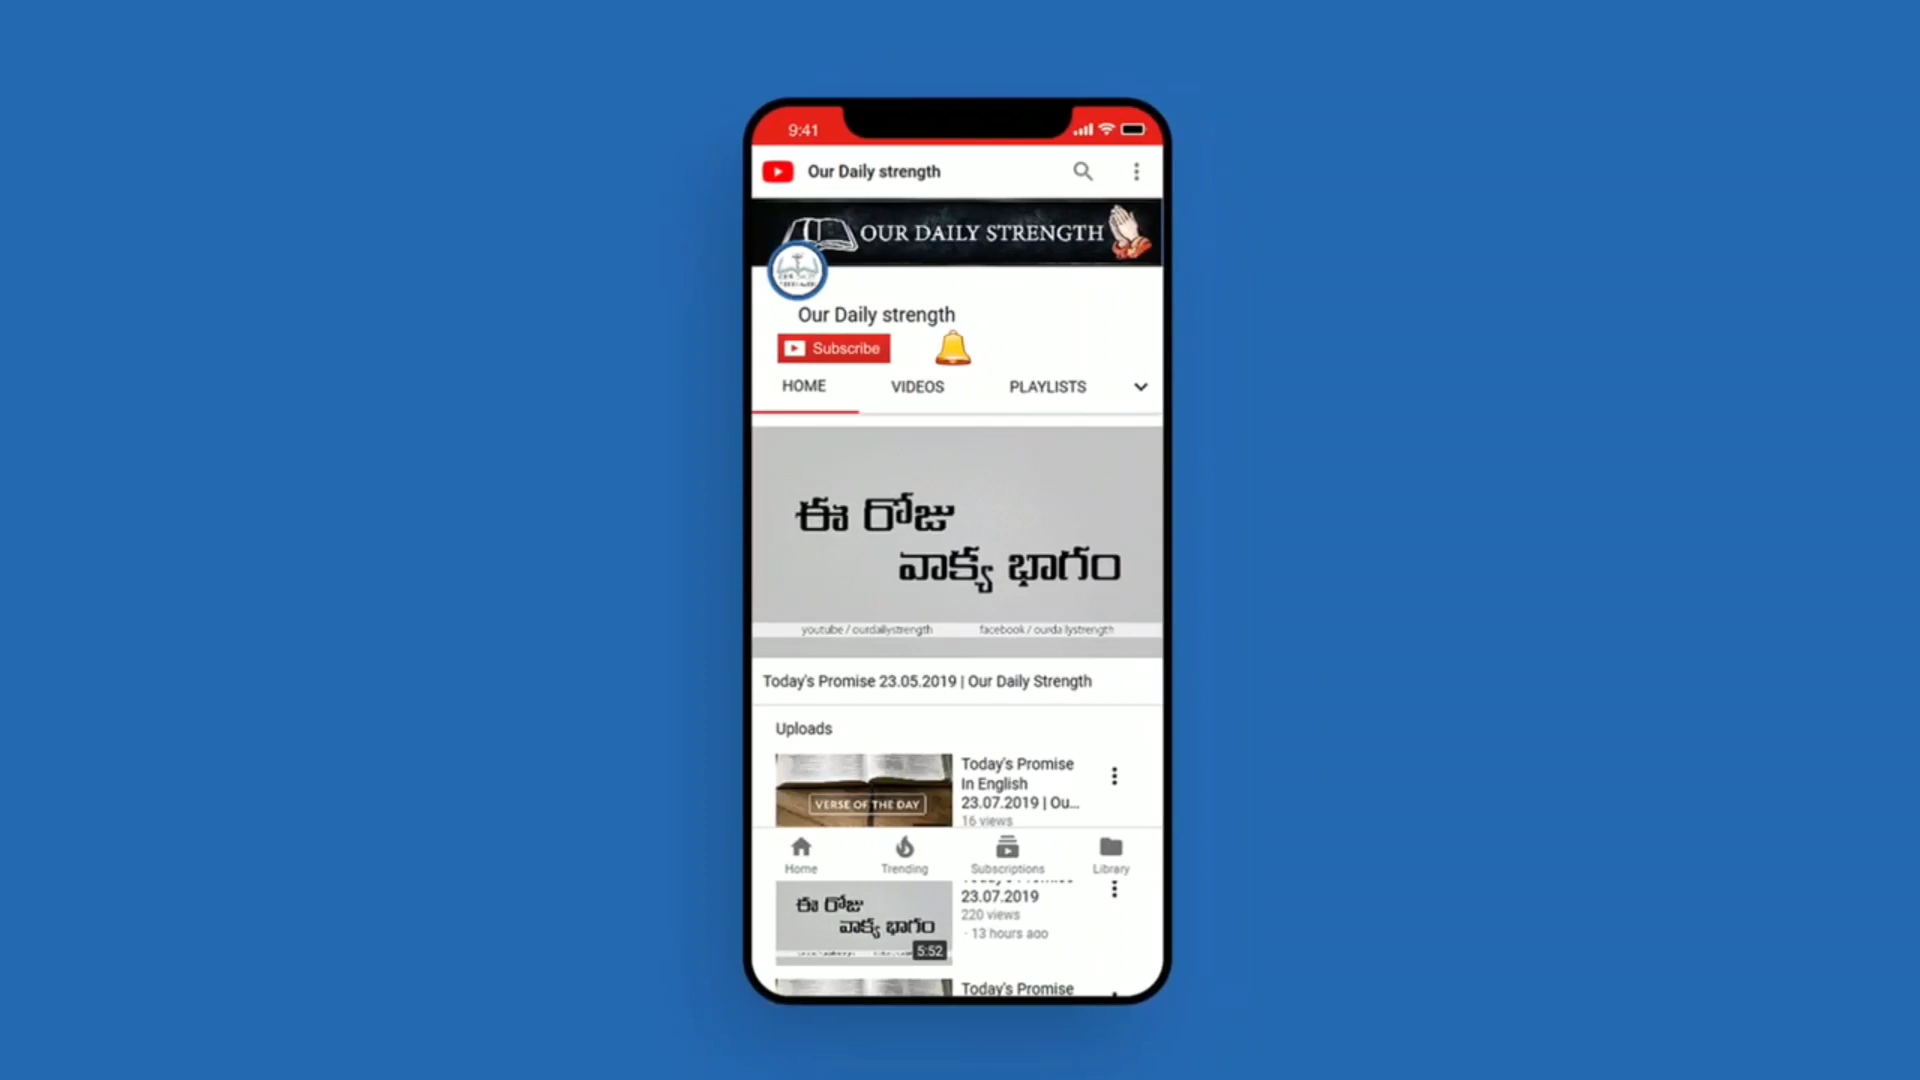 9:41
Our Daily strength
OUR DAILY STRENGTH
Our Daily strength
Subscribe
HOME VIDEOS PLAYLISTS
ఈ రోజు
వాక్య భాగం
youtube / ourdailystrength facebook / ourdailystrength
Today's Promise 23.05.2019 | Our Daily Strength
Uploads
VERSE OF THE DAY
Today's Promise
In English
23.07.2019 | Ou...
16 views
Home Trending Subscriptions Library
ఈ రోజు
వాక్య భాగం
5:52
23.07.2019
220 views
· 13 hours ago
Today's Promise